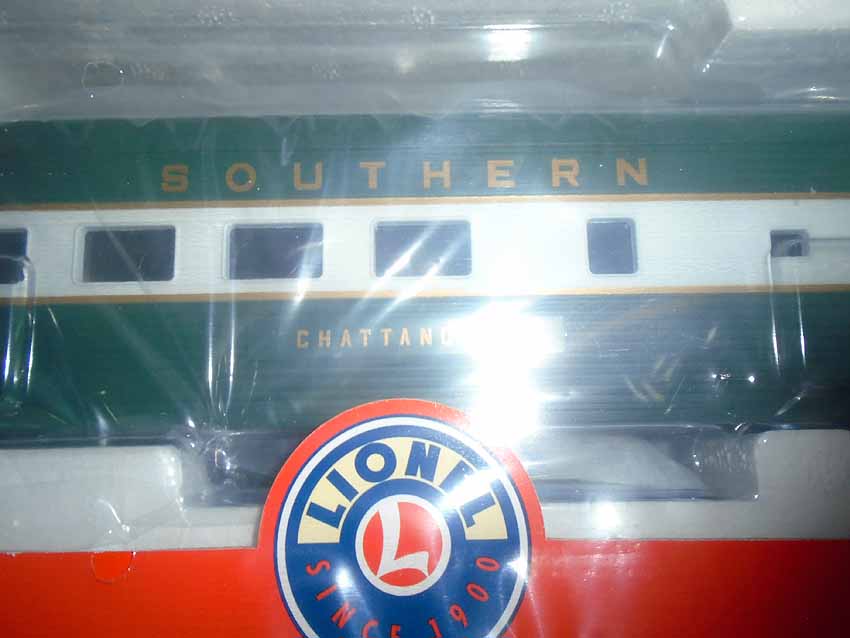 SOUTHERN
LIONEL
L
SINCE 1900